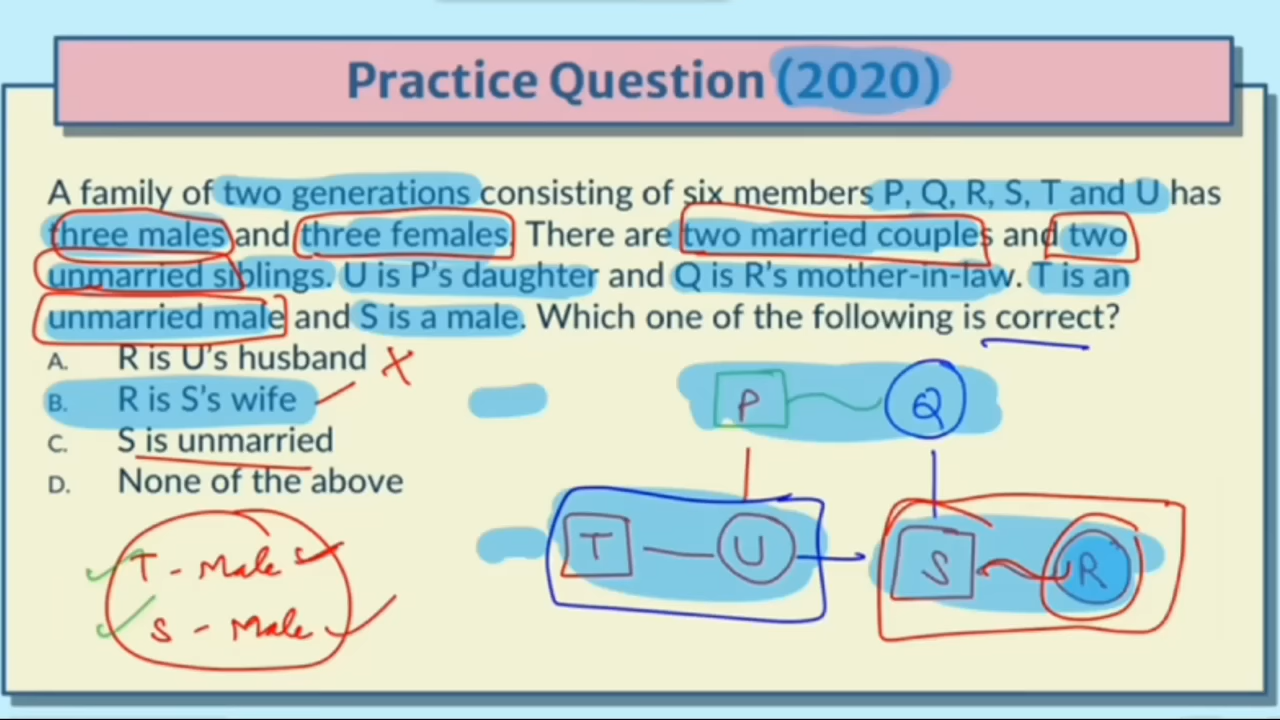 Practice Question (2020)
A family of two generations consisting of six members P, Q, R, S, T and U has
three males and three females. There are two married couples and two
unmarried siblings. U is P's daughter and Q is R's mother-in-law. T is an
unmarried male and S is a male. Which one of the following is correct?
A. R is U's husband X
B. R is S's wife
C. S is unmarried
D. None of the above
P Q
T U S R
T - Male
S - Male